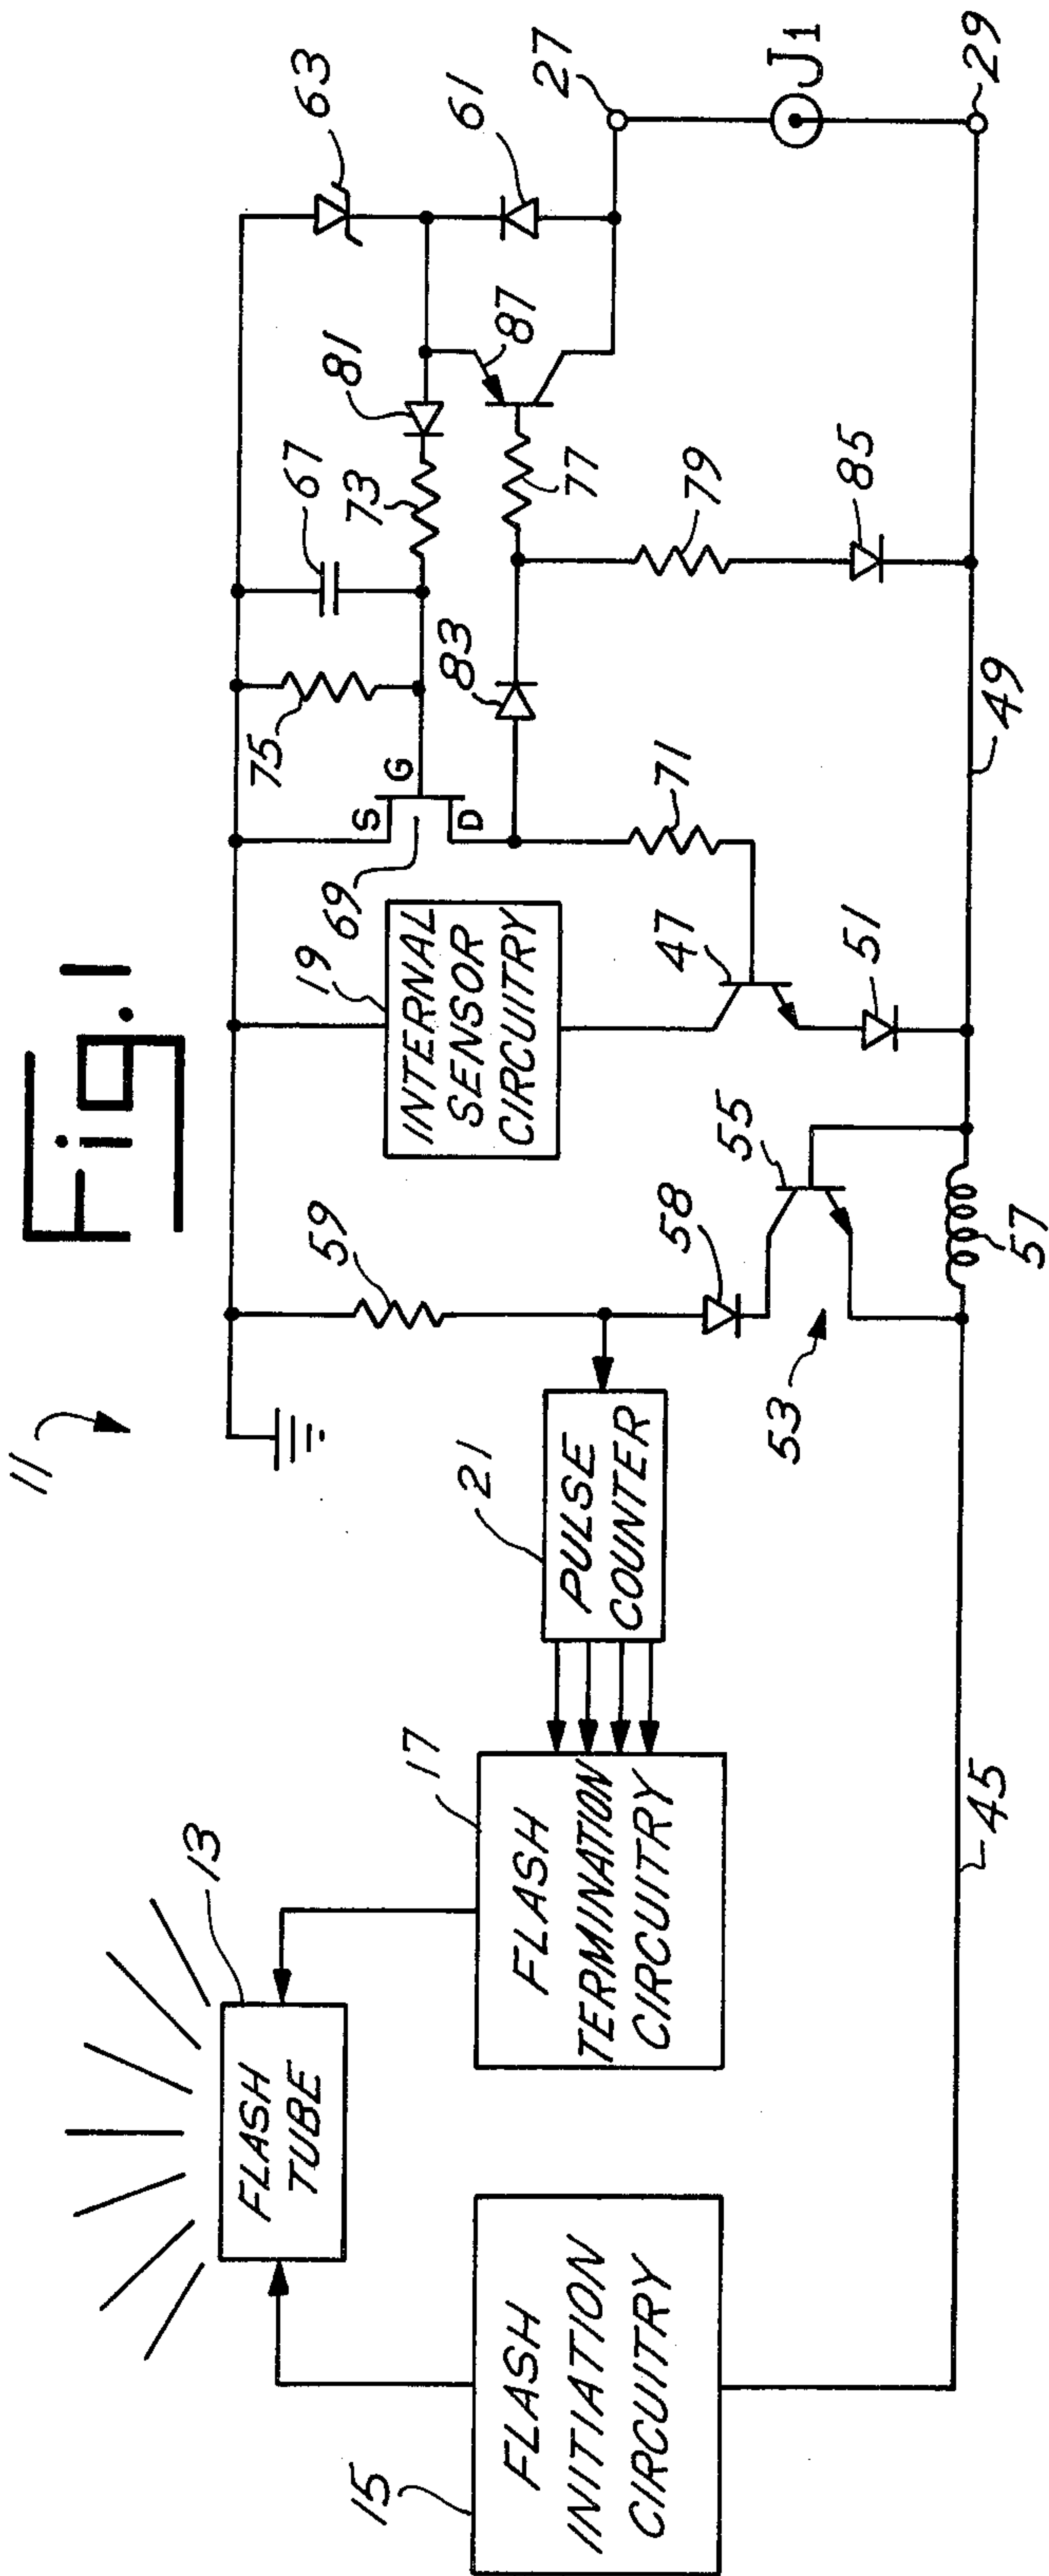 Fig. 1
11
13
FLASH
TUBE
15
FLASH
INITIATION
CIRCUITRY
17
FLASH
TERMINATION
CIRCUITRY
21
PULSE
COUNTER
59
58
53
55
57
45
19
INTERNAL
SENSOR
CIRCUITRY
47
51
69
S
G
D
75
67
73
81
63
83
71
77
87
61
79
85
49
27
J1
29